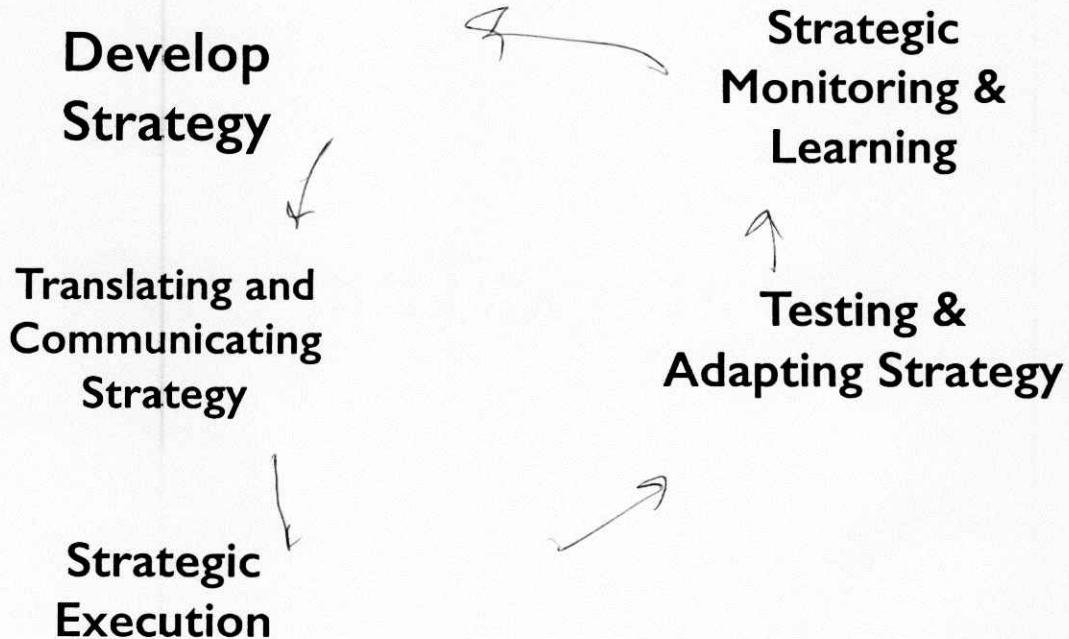 Develop
Strategy
Translating and
Communicating
Strategy
Strategic
Execution
Testing &
Adapting Strategy
Strategic
Monitoring &
Learning